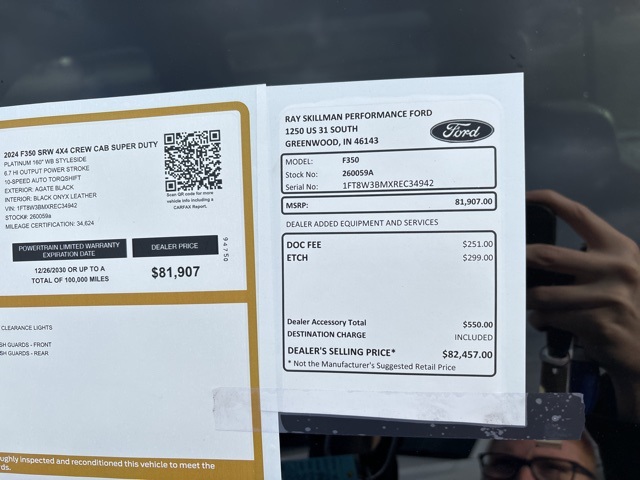 2024 F350 SRW 4X4 CREW CAB SUPER DUTY
PLATINUM 160" WB STYLESIDE
6.7 HI OUTPUT POWER STROKE
10-SPEED AUTO TORQSHIFT
EXTERIOR: AGATE BLACK
INTERIOR: BLACK ONYX LEATHER
VIN: 1FT8W3BMXREC34942
STOCK#: 260059a
MILEAGE CERTIFICATION: 34,624
Scan QR code for more
vehicle info including a
CARFAX Report.
POWERTRAIN LIMITED WARRANTY
EXPIRATION DATE
DEALER PRICE
94750
12/26/2030 OR UP TO A
TOTAL OF 100,000 MILES
$81,907
CLEARANCE LIGHTS
SH GUARDS - FRONT
SH GUARDS - REAR
oughly inspected and reconditioned this vehicle to meet the
rds.
RAY SKILLMAN PERFORMANCE FORD
1250 US 31 SOUTH
GREENWOOD, IN 46143
Ford
MODEL: F350
Stock No: 260059A
Serial No: 1FT8W3BMXREC34942
MSRP: 81,907.00
DEALER ADDED EQUIPMENT AND SERVICES
DOC FEE $251.00
ETCH $299.00
Dealer Accessory Total $550.00
DESTINATION CHARGE INCLUDED
DEALER'S SELLING PRICE* $82,457.00
* Not the Manufacturer's Suggested Retail Price